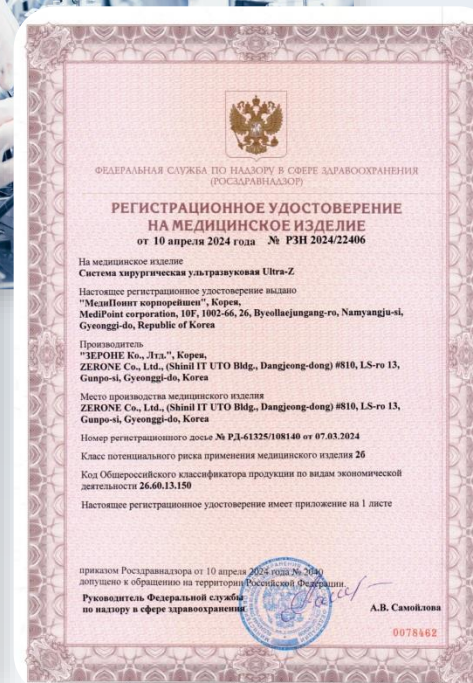 ФЕДЕРАЛЬНАЯ СЛУЖБА ПО НАДЗОРУ В СФЕРЕ ЗДРАВООХРАНЕНИЯ
(РОСЗДРАВНАДЗОР)
РЕГИСТРАЦИОННОЕ УДОСТОВЕРЕНИЕ
НА МЕДИЦИНСКОЕ ИЗДЕЛИЕ
от 10 апреля 2024 года № РЗН 2024/22406
На медицинское изделие
Система хирургическая ультразвуковая Ultra-Z
Настоящее регистрационное удостоверение выдано
"МедиПоинт корпорейшен", Корея,
MediPoint corporation, 10F, 1002-66, 26, Byeollaejungang-ro, Namyangju-si,
Gyeonggi-do, Republic of Korea
Производитель
"ЗЕРОНЕ Ко., Лтд.", Корея,
ZERONE Co., Ltd., (Shinil IT UTO Bldg., Dangjeong-dong) #810, LS-ro 13,
Gunpo-si, Gyeonggi-do, Korea
Место производства медицинского изделия
ZERONE Co., Ltd., (Shinil IT UTO Bldg., Dangjeong-dong) #810, LS-ro 13,
Gunpo-si, Gyeonggi-do, Korea
Номер регистрационного досье № РД-61325/108140 от 07.03.2024
Класс потенциального риска применения медицинского изделия 2б
Код Общероссийского классификатора продукции по видам экономической
деятельности 26.60.13.150
Настоящее регистрационное удостоверение имеет приложение на 1 листе
приказом Росздравнадзора от 10 апреля 2024 года № 2040
допущено к обращению на территории Российской Федерации.
Руководитель Федеральной службы
по надзору в сфере здравоохранения
А.В. Самойлова
0078462